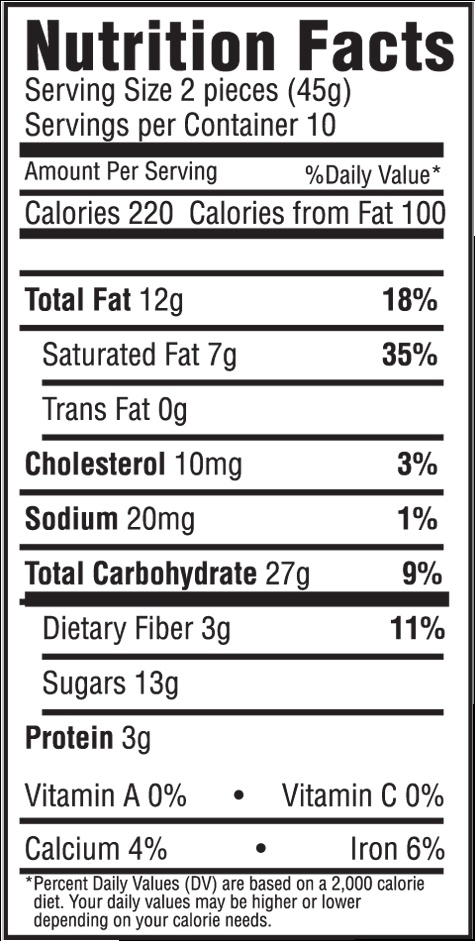 Nutrition Facts
Serving Size 2 pieces (45g)
Servings per Container 10
Amount Per Serving %Daily Value*
Calories 220 Calories from Fat 100
Total Fat 12g 18%
Saturated Fat 7g 35%
Trans Fat 0g
Cholesterol 10mg 3%
Sodium 20mg 1%
Total Carbohydrate 27g 9%
Dietary Fiber 3g 11%
Sugars 13g
Protein 3g
Vitamin A 0% • Vitamin C 0%
Calcium 4% • Iron 6%
*Percent Daily Values (DV) are based on a 2,000 calorie
diet. Your daily values may be higher or lower
depending on your calorie needs.